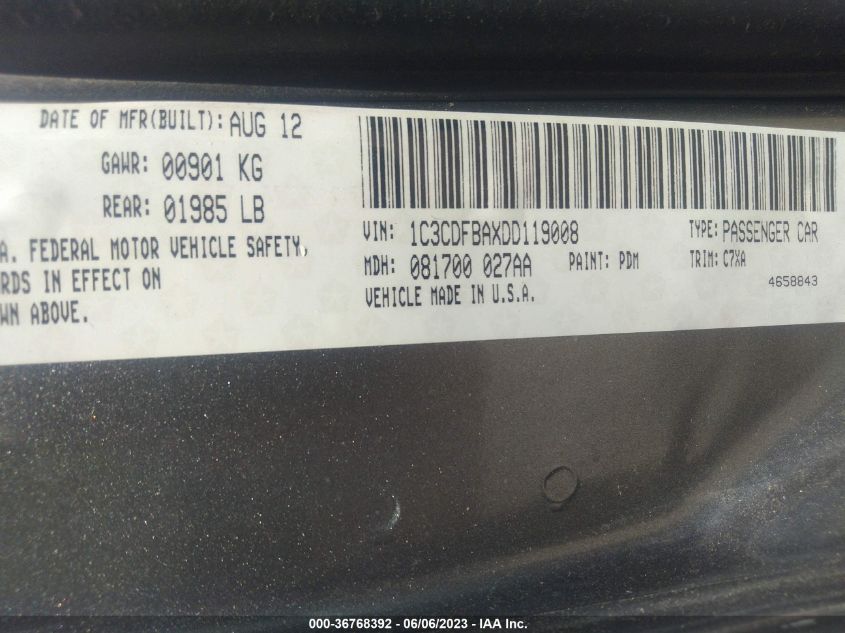 DATE OF MFR(BUILT): AUG 12
GAWR: 00901 KG
REAR: 01985 LB
A. FEDERAL MOTOR VEHICLE SAFETY,
RDS IN EFFECT ON
WN ABOVE.
VIN: 1C3CDFBAXDD119008 TYPE: PASSENGER CAR
MDH: 081700 027AA PAINT: PDM TRIM: C7XA
VEHICLE MADE IN U.S.A. 4658843
000-36768392 - 06/06/2023 - IAA Inc.